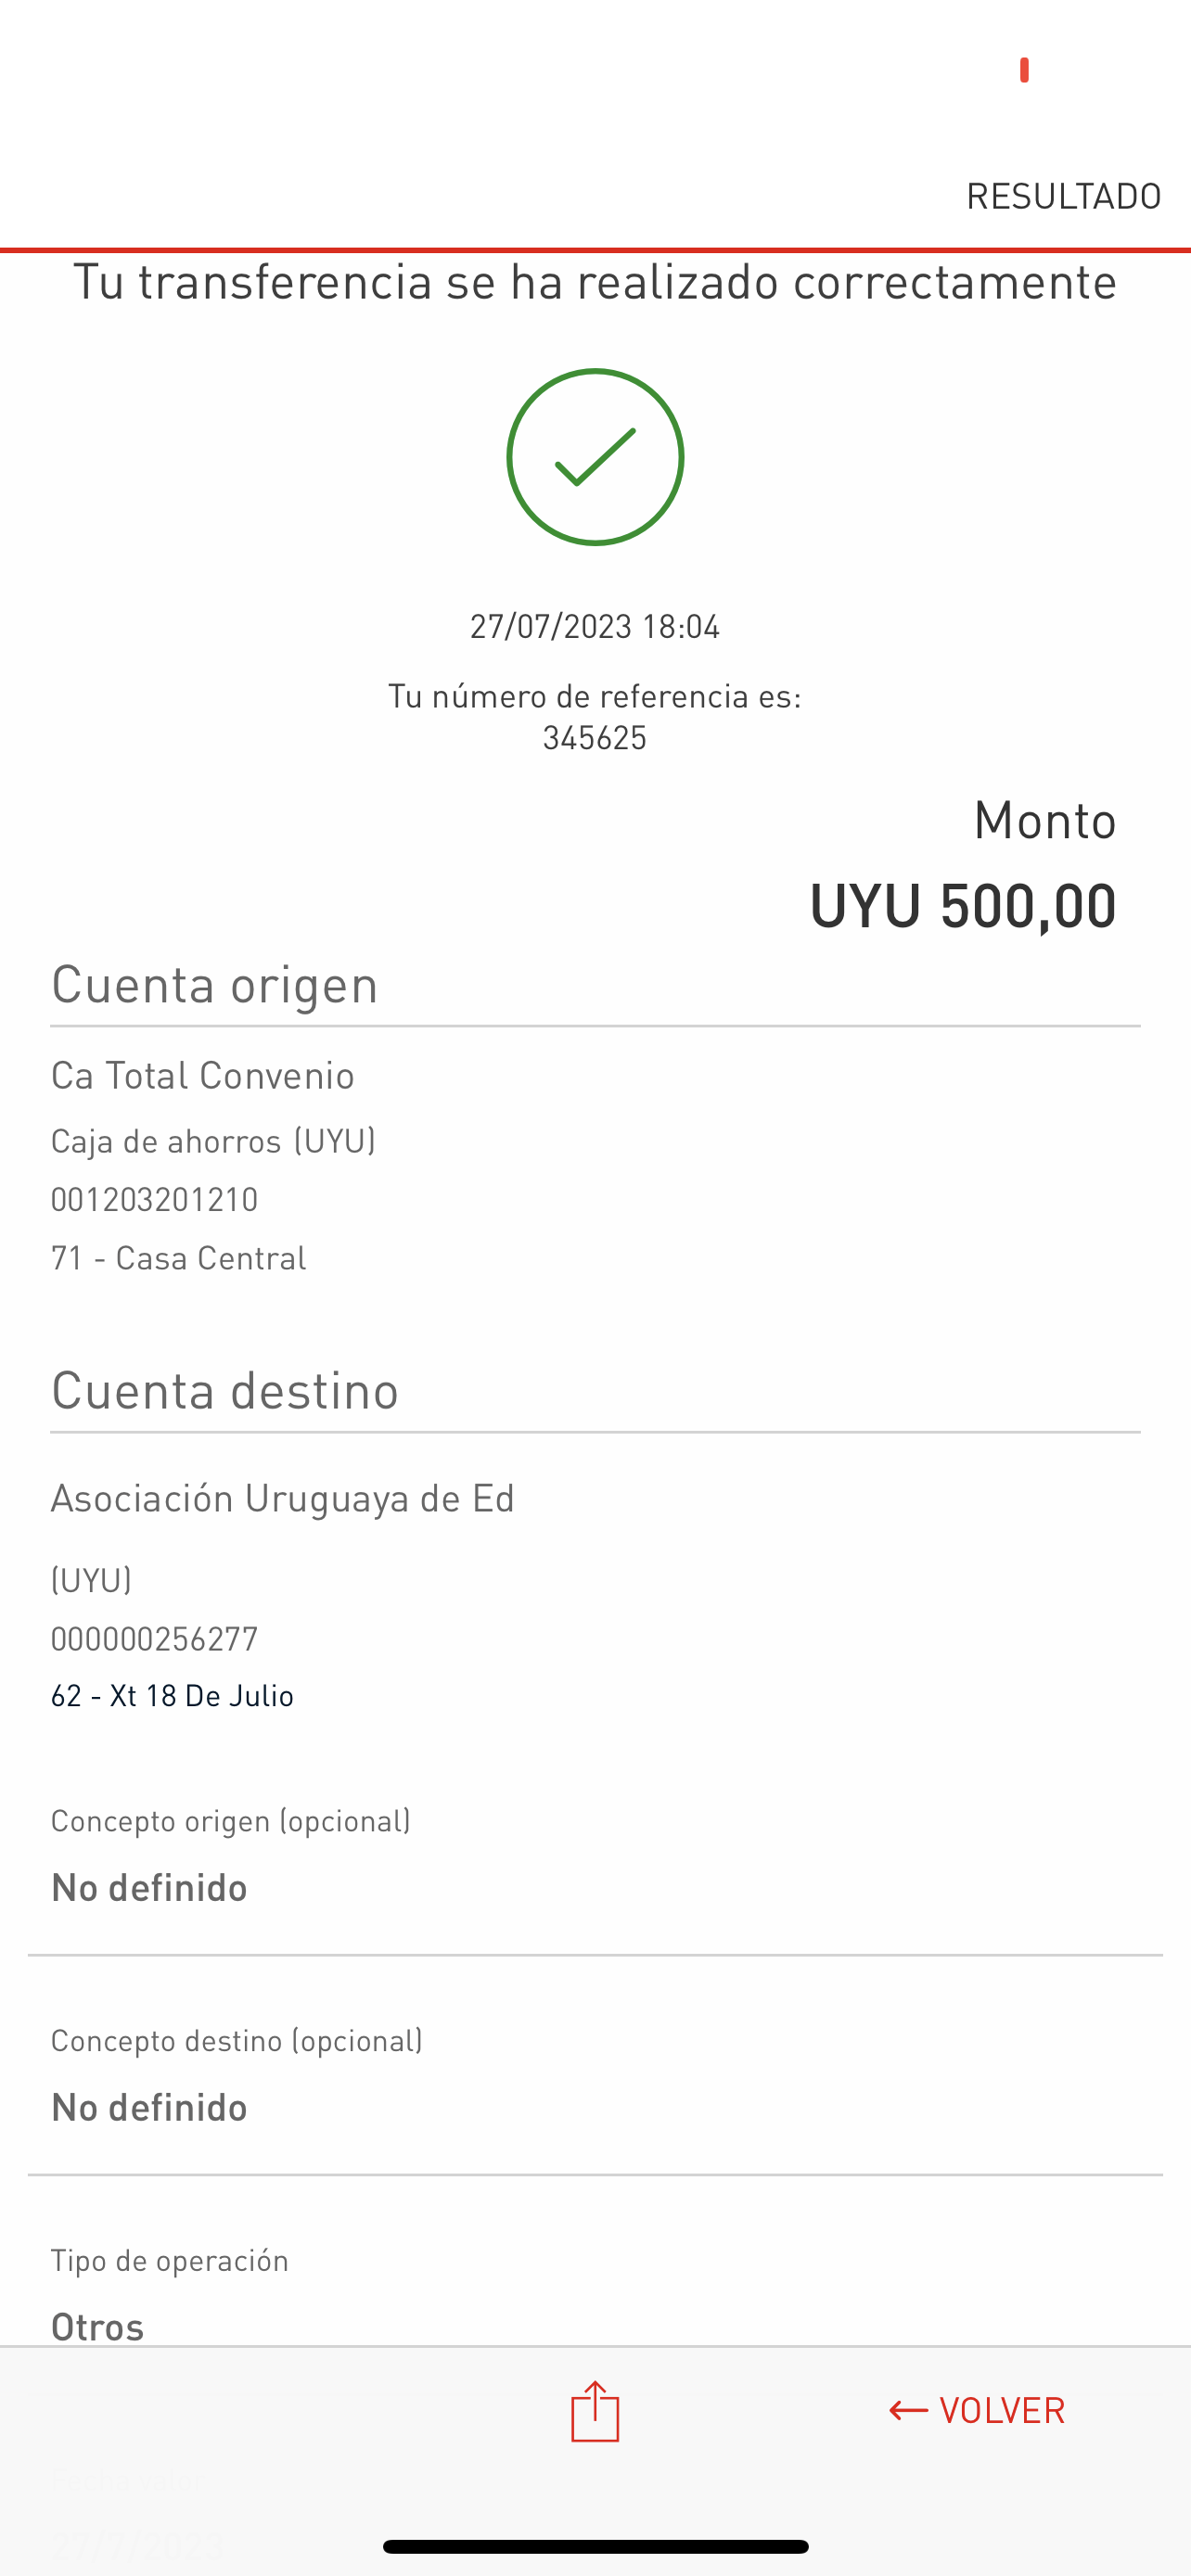 RESULTADO
Tu transferencia se ha realizado correctamente
27/07/2023 18:04
Tu número de referencia es:
345625
Monto
UYU 500,00
Cuenta origen
Ca Total Convenio
Caja de ahorros (UYU)
001203201210
71 - Casa Central
Cuenta destino
Asociación Uruguaya de Ed
(UYU)
000000256277
62 - Xt 18 De Julio
Concepto origen (opcional)
No definido
Concepto destino (opcional)
No definido
Tipo de operación
Otros
← VOLVER